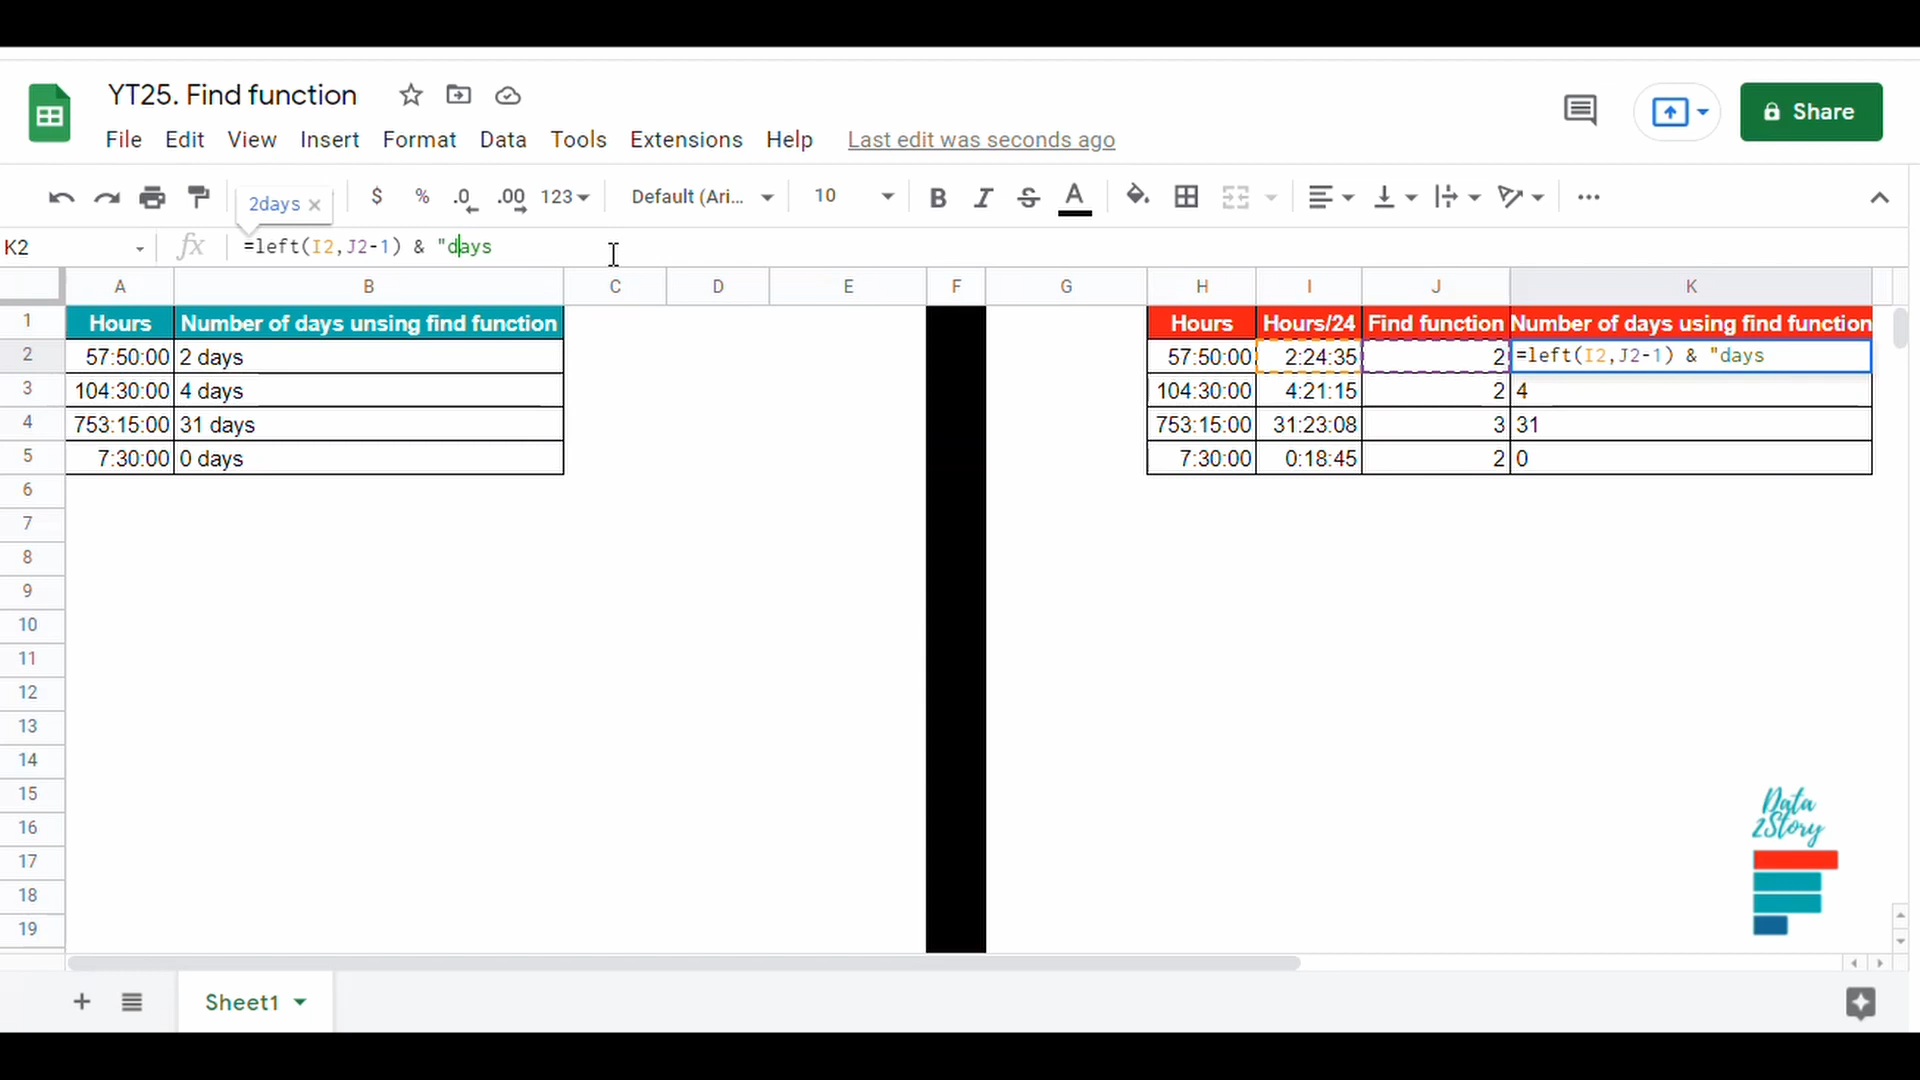 YT25. Find function
File Edit View Insert Format Data Tools Extensions Help Last edit was seconds ago
Share
2days ×
$ % .0 .00 123 Default (Ari... 10 B I S A
K2 fx =left(I2,J2-1) & "days
A B C D E F G H I J K
1 Hours Number of days unsing find function Hours Hours/24 Find function Number of days using find function
2 57:50:00 2 days 57:50:00 2:24:35 2 =left(I2,J2-1) & "days
3 104:30:00 4 days 104:30:00 4:21:15 2 4
4 753:15:00 31 days 753:15:00 31:23:08 3 31
5 7:30:00 0 days 7:30:00 0:18:45 2 0
6
7
8
9
10
11
12
13
14
15
16
17
18
19
Data
2Story
Sheet1